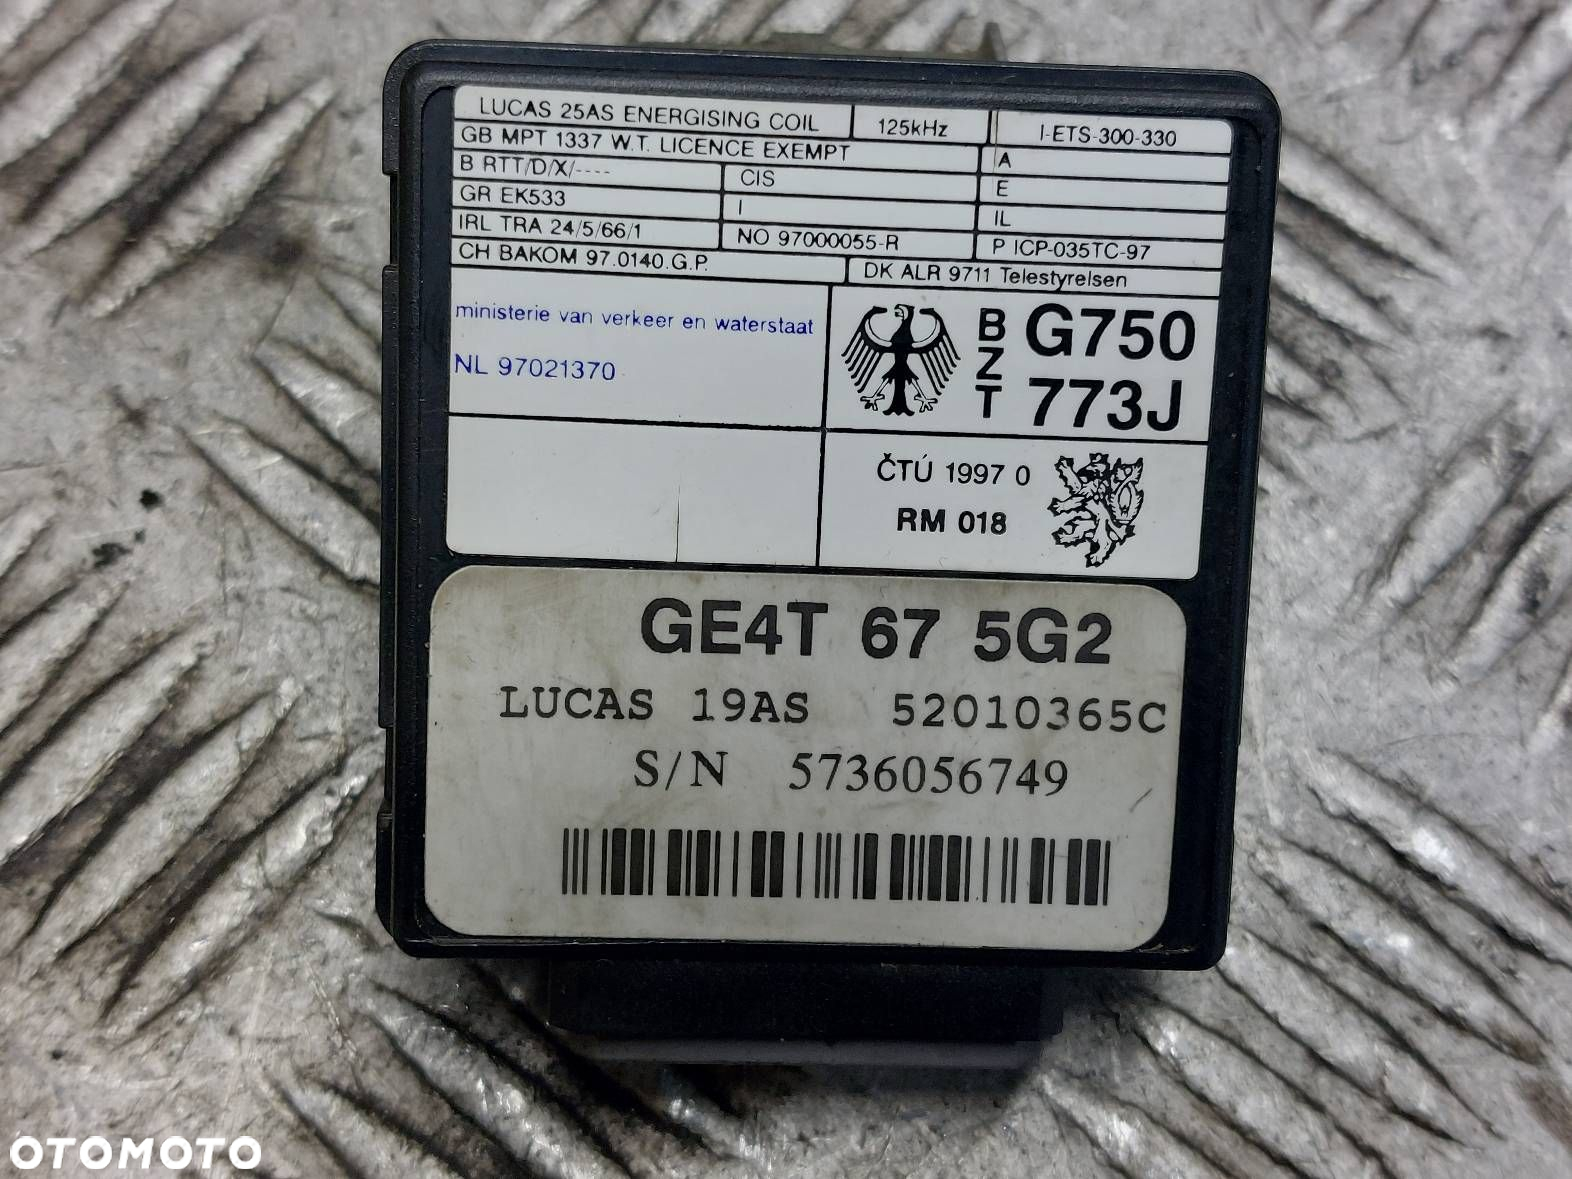 LUCAS 25AS ENERGISING COIL 125kHz I-ETS-300-330
GB MPT 1337 W.T. LICENCE EXEMPT A
B RTT/D/X/---- CIS E
GR EK533 I IL
IRL TRA 24/5/66/1 NO 97000055-R P ICP-035TC-97
CH BAKOM 97.0140.G.P. DK ALR 9711 Telestyrelsen
ministerie van verkeer en waterstaat
NL 97021370
BZT G750
773J
ČTÚ 1997 0
RM 018
GE4T 67 5G2
LUCAS 19AS 52010365C
S/N 5736056749
OTOMOTO